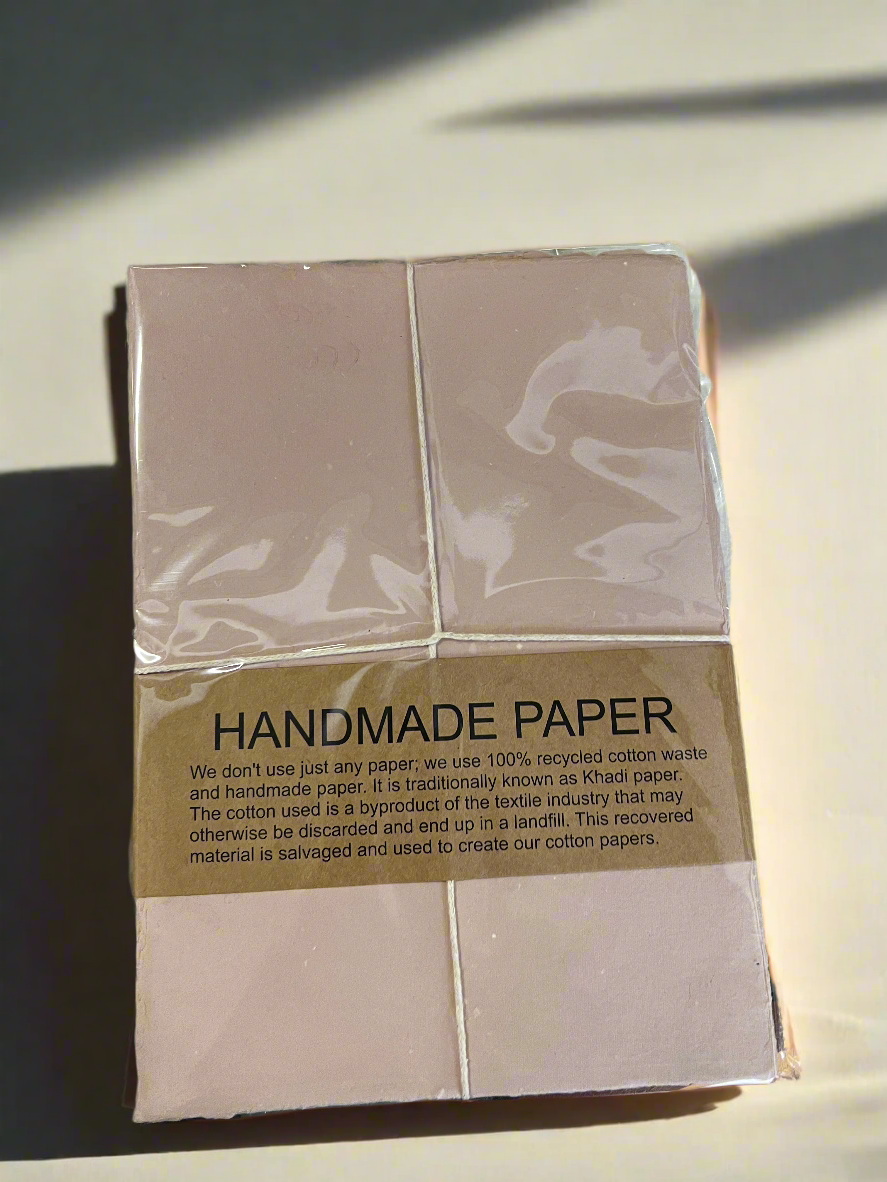 HANDMADE PAPER
We don't use just any paper; we use 100% recycled cotton waste
and handmade paper. It is traditionally known as Khadi paper.
The cotton used is a byproduct of the textile industry that may
otherwise be discarded and end up in a landfill. This recovered
material is salvaged and used to create our cotton papers.